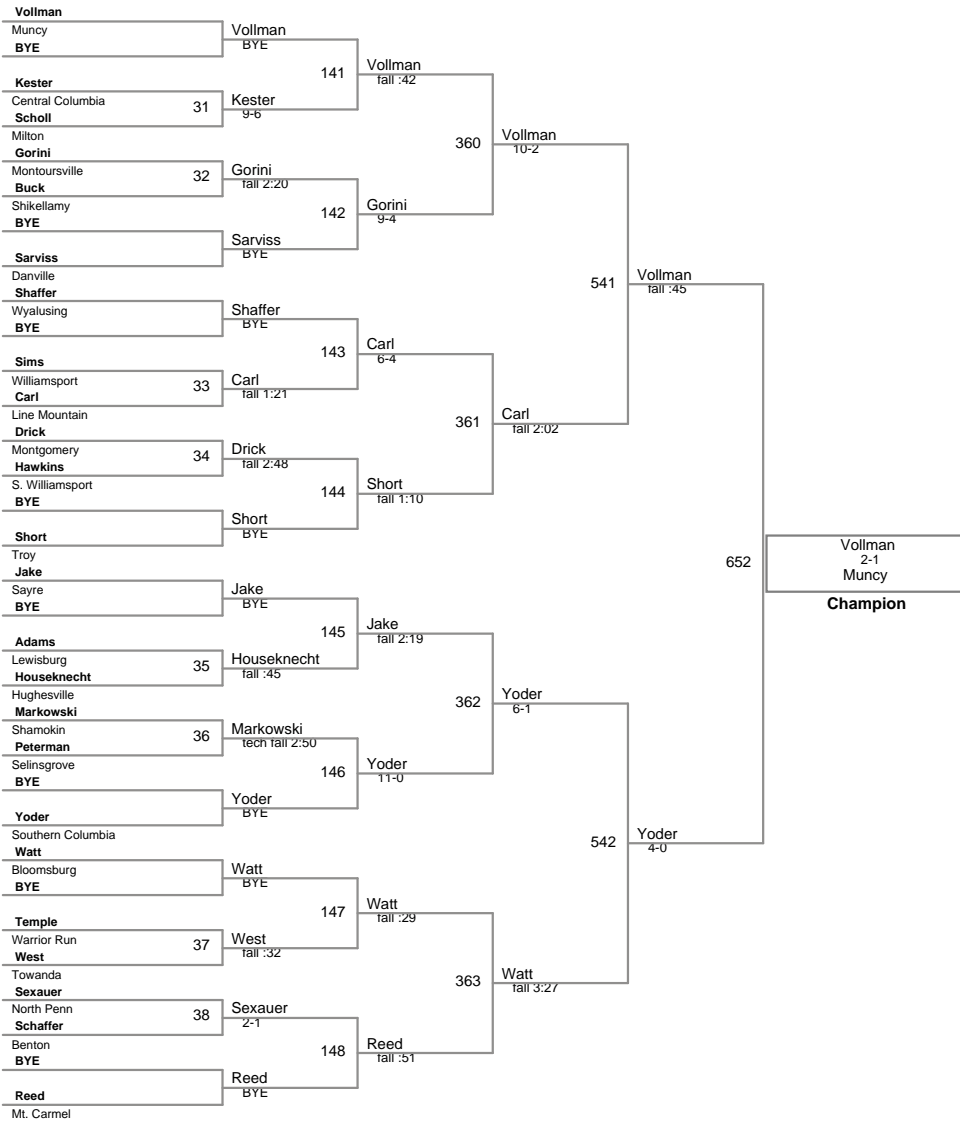 Vollman
Muncy
BYE
Kester
Central Columbia
Scholl
Milton
Gorini
Montoursville
Buck
Shikellamy
BYE
Sarviss
Danville
Shaffer
Wyalusing
BYE
Sims
Williamsport
Carl
Line Mountain
Drick
Montgomery
Hawkins
S. Williamsport
BYE
Short
Troy
Jake
Sayre
BYE
Adams
Lewisburg
Houseknecht
Hughesville
Markowski
Shamokin
Peterman
Selinsgrove
BYE
Yoder
Southern Columbia
Watt
Bloomsburg
BYE
Temple
Warrior Run
West
Towanda
Sexauer
North Penn
Schaffer
Benton
BYE
Reed
Mt. Carmel
31
32
33
34
35
36
37
38
Vollman
BYE
Kester
9-6
Gorini
fall 2:20
Sarviss
BYE
Shaffer
BYE
Carl
fall 1:21
Drick
fall 2:48
Short
BYE
Jake
BYE
Houseknecht
fall :45
Markowski
tech fall 2:50
Yoder
BYE
Watt
BYE
West
fall :32
Sexauer
2-1
Reed
BYE
141
142
143
144
145
146
147
148
Vollman
fall :42
Gorini
9-4
Carl
6-4
Short
fall 1:10
Jake
fall 2:19
Yoder
11-0
Watt
fall :29
Reed
fall :51
360
361
362
363
Vollman
10-2
Carl
fall 2:02
Yoder
6-1
Watt
fall 3:27
541
542
Vollman
fall :45
Yoder
4-0
652
Vollman
2-1
Muncy
Champion